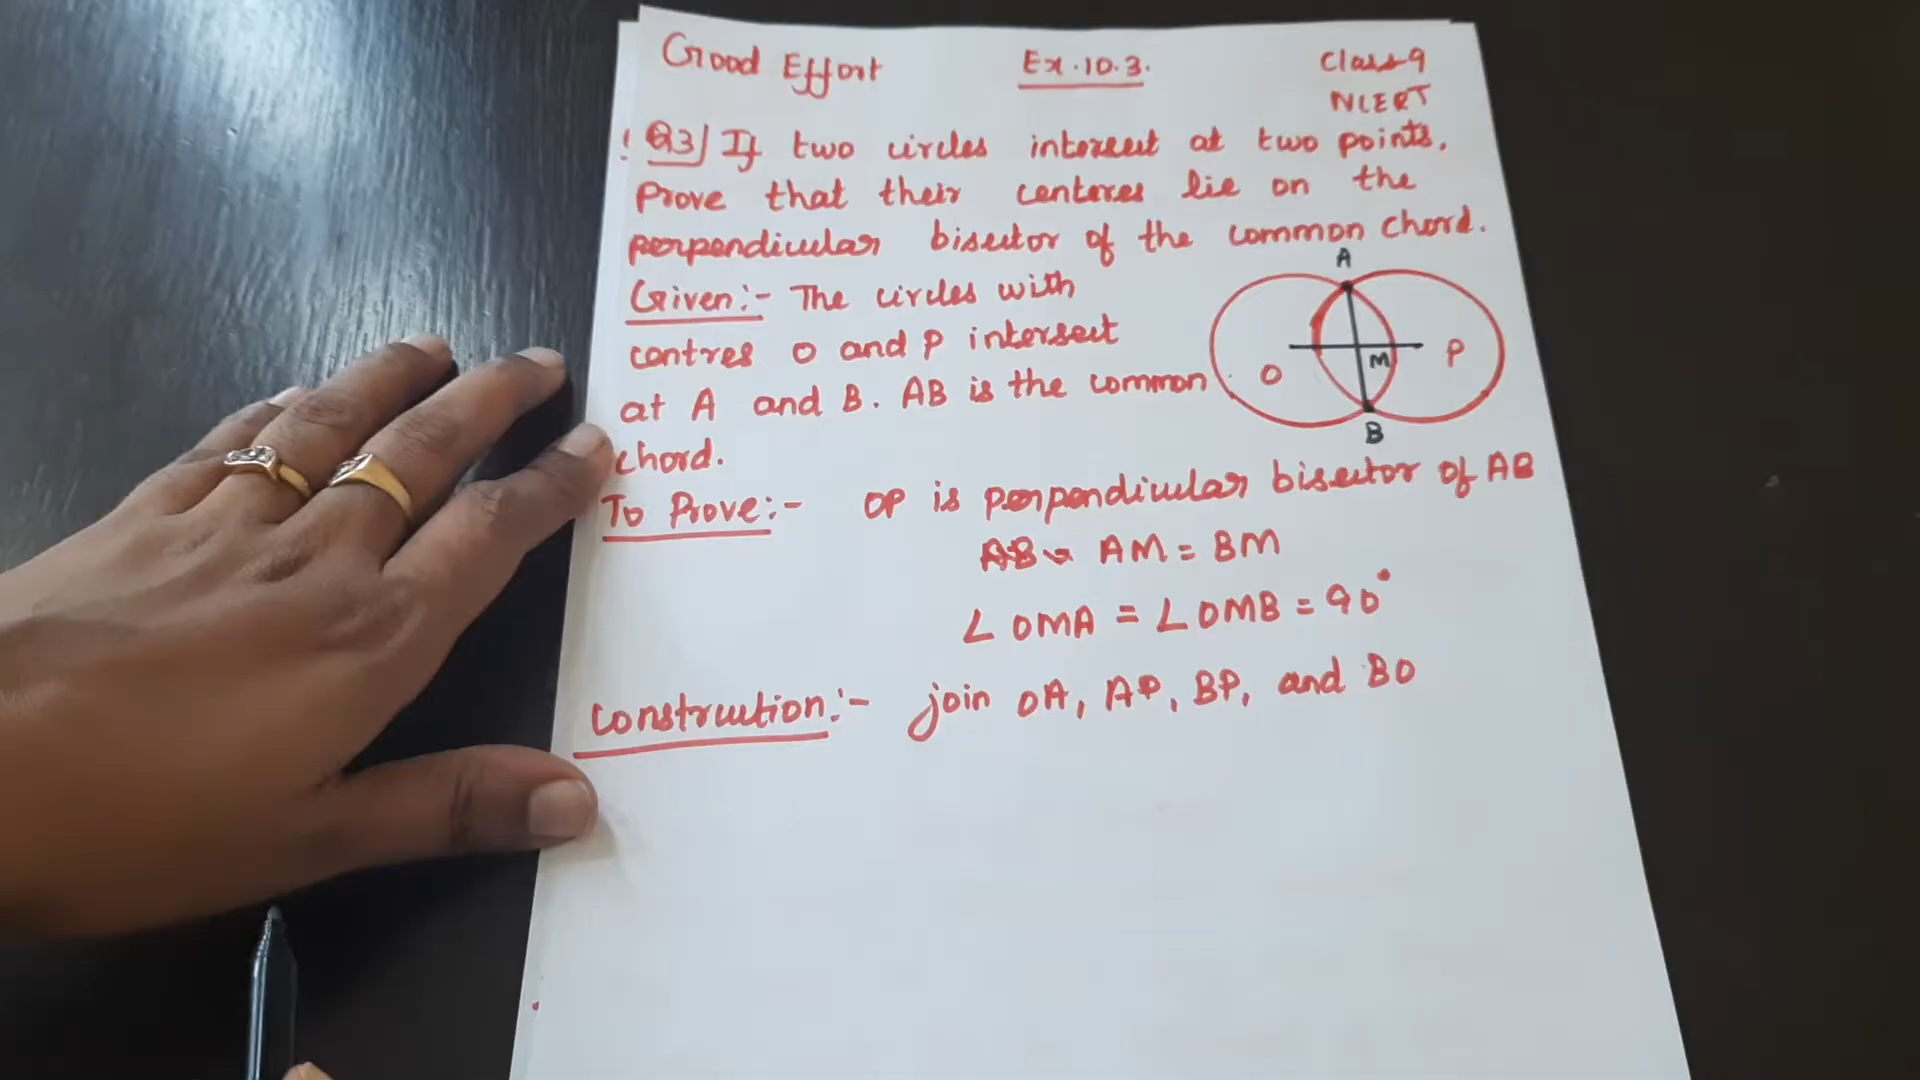 Good Effort Ex.10.3. Class-9
NCERT
Q3/ If two circles intersect at two points.
Prove that their centeres lie on the
perpendicular bisector of the common chord.
Given:- The circles with
centres O and P intersect
at A and B. AB is the common
chord.
A
O
M
P
B
To Prove:- OP is perpendicular bisector of AB
AM = BM
∠OMA = ∠OMB = 90°
Construction:- join OA, AP, BP, and BO